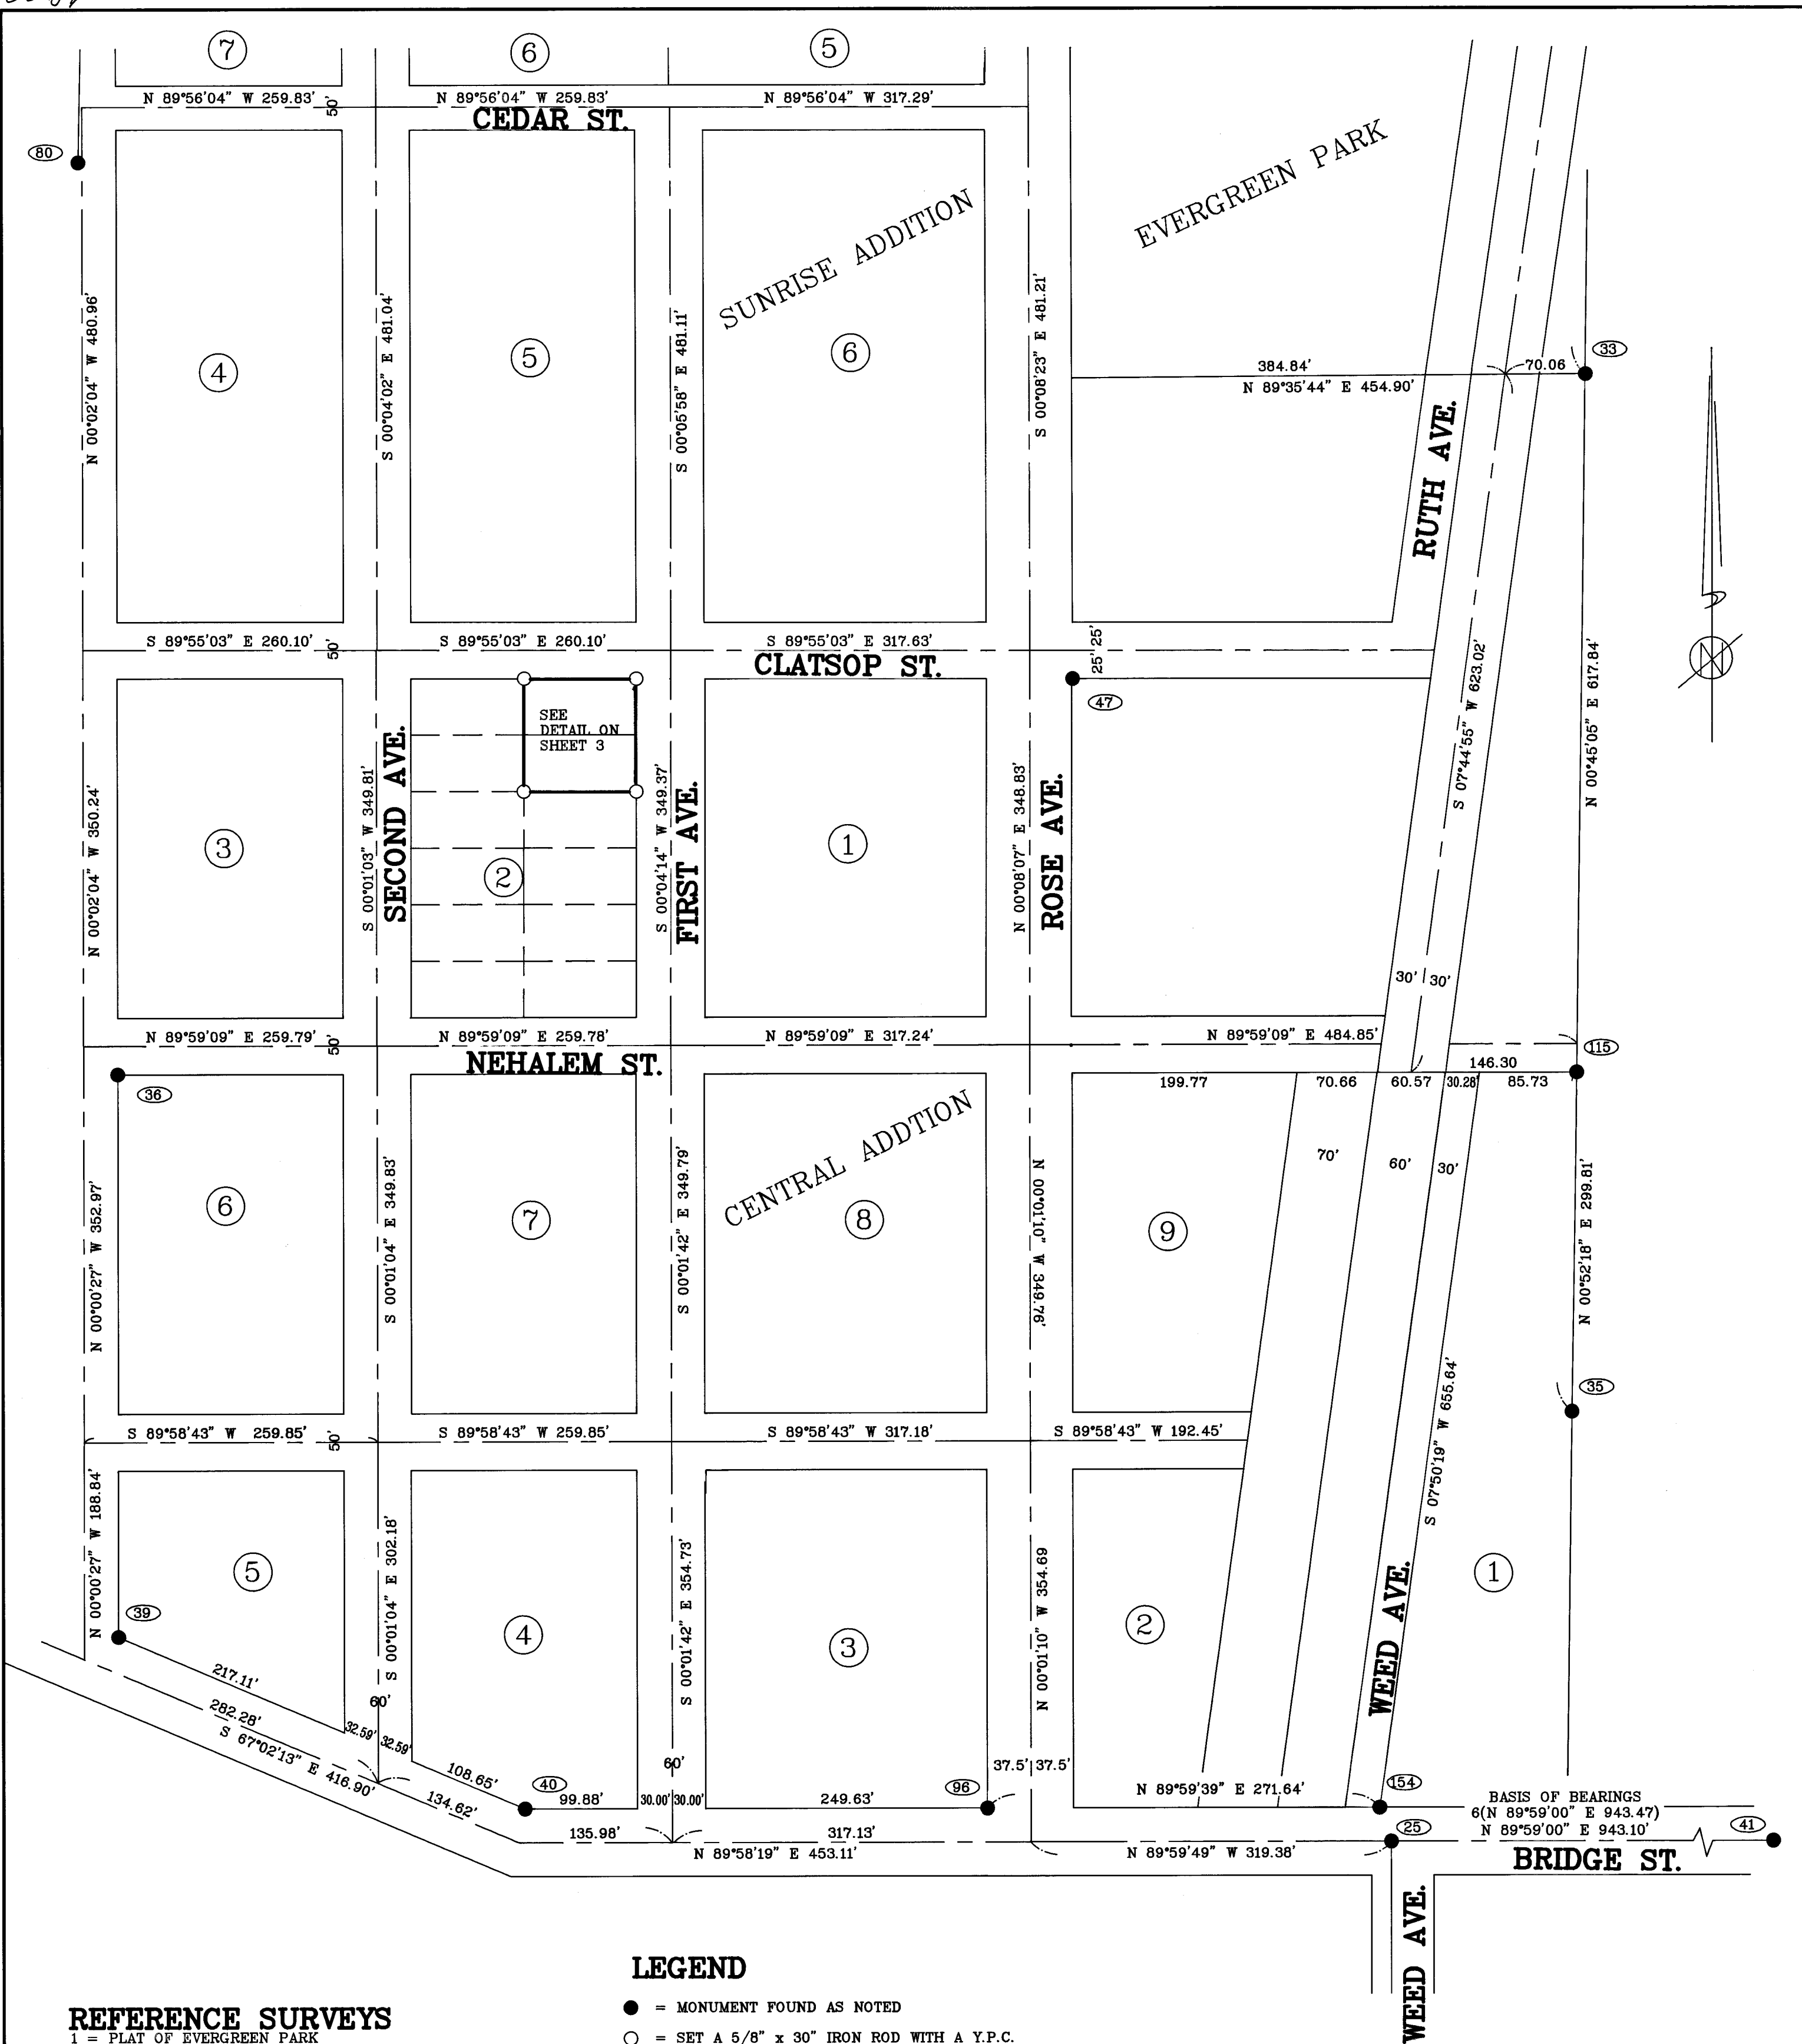 7
6
5
N 89°56'04" W 259.83'
50'
N 89°56'04" W 259.83'
N 89°56'04" W 317.29'
CEDAR ST.
80
EVERGREEN PARK
SUNRISE ADDITION
N 00°02'04" W 480.96'
S 00°04'02" E 481.04'
S 00°05'58" E 481.11'
S 00°08'23" E 481.21'
4
5
6
33
384.84'
70.06
N 89°35'44" E 454.90'
RUTH AVE.
S 89°55'03" E 260.10'
50'
S 89°55'03" E 260.10'
S 89°55'03" E 317.63'
25' 25'
CLATSOP ST.
47
S 07°44'55" W 623.02'
N 00°45'05" E 617.84'
N
SEE
DETAIL ON
SHEET 3
N 00°02'04" W 350.24'
S 00°01'03" W 349.81'
SECOND AVE.
S 00°04'14" W 349.37'
FIRST AVE.
N 00°08'07" E 348.83'
ROSE AVE.
3
2
1
30' 30'
N 89°59'09" E 259.79'
50'
N 89°59'09" E 259.78'
N 89°59'09" E 317.24'
N 89°59'09" E 484.85'
115
NEHALEM ST.
146.30
199.77
70.66
60.57
30.28'
85.73
36
CENTRAL ADDTION
70'
60'
30'
N 00°00'27" W 352.97'
S 00°01'04" E 349.83'
S 00°01'42" E 349.79'
N 00°01'10" W 349.76'
N 00°52'18" E 299.81'
6
7
8
9
35
S 07°50'19" W 655.64'
S 89°58'43" W 259.85'
50'
S 89°58'43" W 259.85'
S 89°58'43" W 317.18'
S 89°58'43" W 192.45'
N 00°00'27" W 188.84'
S 00°01'04" E 302.18'
S 00°01'42" E 354.73'
N 00°01'10" W 354.69
5
4
3
2
1
WEED AVE.
39
217.11'
282.28'
S 67°02'13" E 416.90'
60'
32.59' 32.59'
108.65'
134.62'
40
99.88'
60'
30.00' 30.00'
249.63'
96
37.5' 37.5'
N 89°59'39" E 271.64'
154
BASIS OF BEARINGS
6(N 89°59'00" E 943.47)
N 89°59'00" E 943.10'
135.98'
317.13'
N 89°58'19" E 453.11'
N 89°59'49" W 319.38'
25
41
BRIDGE ST.
WEED AVE.
LEGEND
● = MONUMENT FOUND AS NOTED
○ = SET A 5/8" x 30" IRON ROD WITH A Y.P.C.
REFERENCE SURVEYS
1 = PLAT OF EVERGREEN PARK